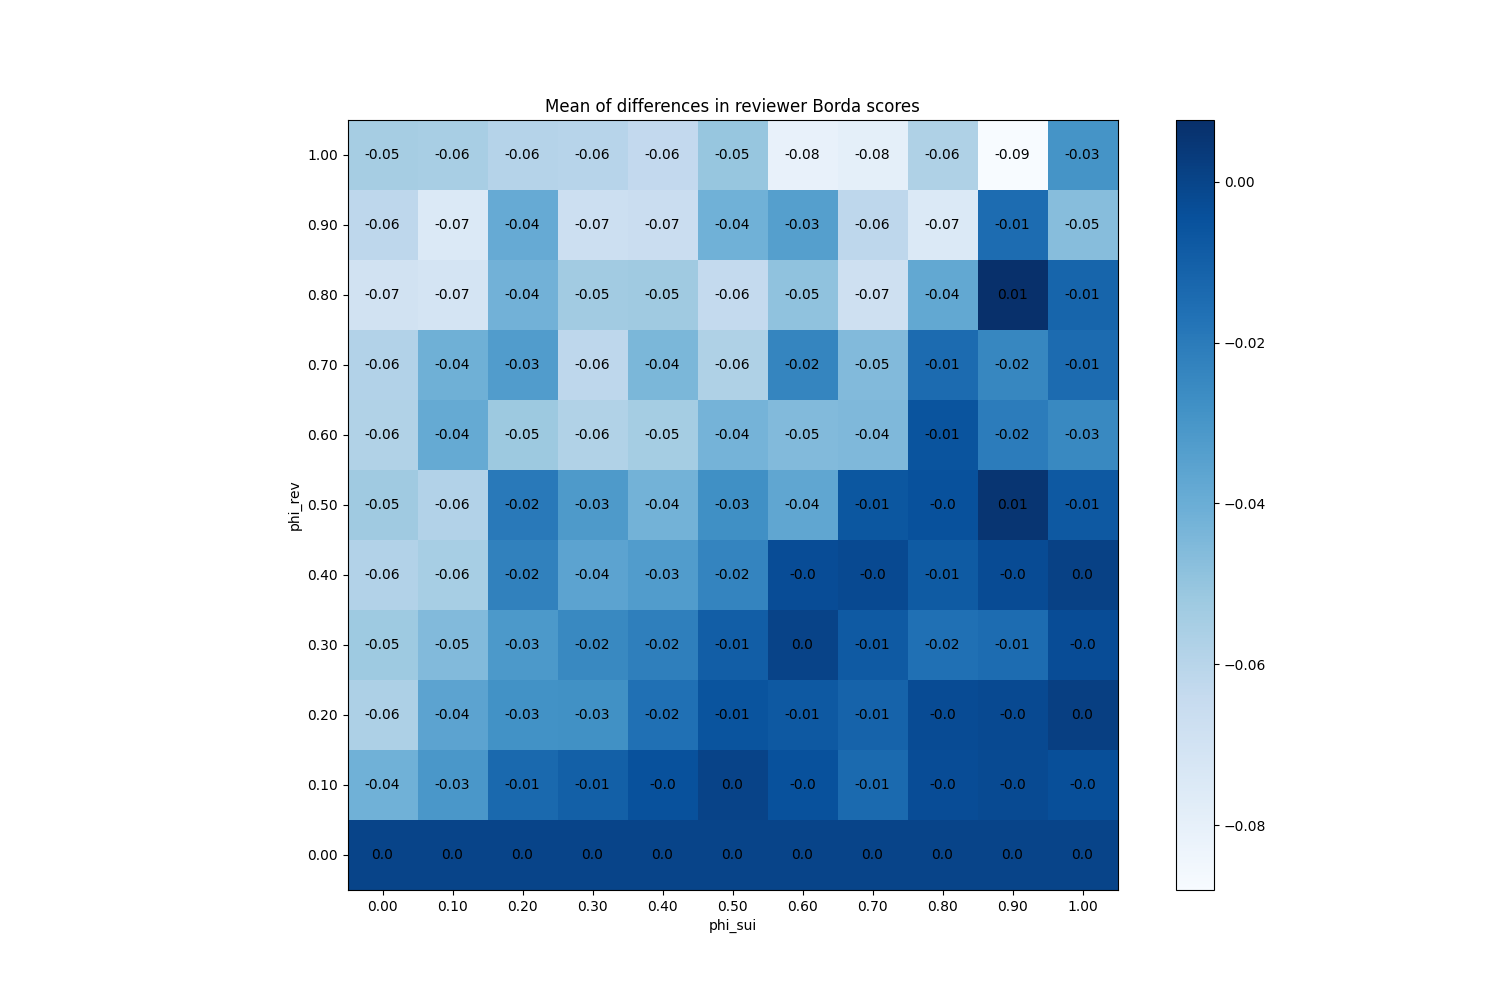 Mean of differences in reviewer Borda scores
1.00 -0.05 -0.06 -0.06 -0.06 -0.06 -0.05 -0.08 -0.08 -0.06 -0.09 -0.03
0.90 -0.06 -0.07 -0.04 -0.07 -0.07 -0.04 -0.03 -0.06 -0.07 -0.01 -0.05
0.80 -0.07 -0.07 -0.04 -0.05 -0.05 -0.06 -0.05 -0.07 -0.04 0.01 -0.01
0.70 -0.06 -0.04 -0.03 -0.06 -0.04 -0.06 -0.02 -0.05 -0.01 -0.02 -0.01
0.60 -0.06 -0.04 -0.05 -0.06 -0.05 -0.04 -0.05 -0.04 -0.01 -0.02 -0.03
0.50 -0.05 -0.06 -0.02 -0.03 -0.04 -0.03 -0.04 -0.01 -0.0 0.01 -0.01
0.40 -0.06 -0.06 -0.02 -0.04 -0.03 -0.02 -0.0 -0.0 -0.01 -0.0 0.0
0.30 -0.05 -0.05 -0.03 -0.02 -0.02 -0.01 0.0 -0.01 -0.02 -0.01 -0.0
0.20 -0.06 -0.04 -0.03 -0.03 -0.02 -0.01 -0.01 -0.01 -0.0 -0.0 0.0
0.10 -0.04 -0.03 -0.01 -0.01 -0.0 0.0 -0.0 -0.01 -0.0 -0.0 -0.0
0.00 0.0 0.0 0.0 0.0 0.0 0.0 0.0 0.0 0.0 0.0 0.0
0.00 0.10 0.20 0.30 0.40 0.50 0.60 0.70 0.80 0.90 1.00
phi_sui
phi_rev
0.00
−0.02
−0.04
−0.06
−0.08